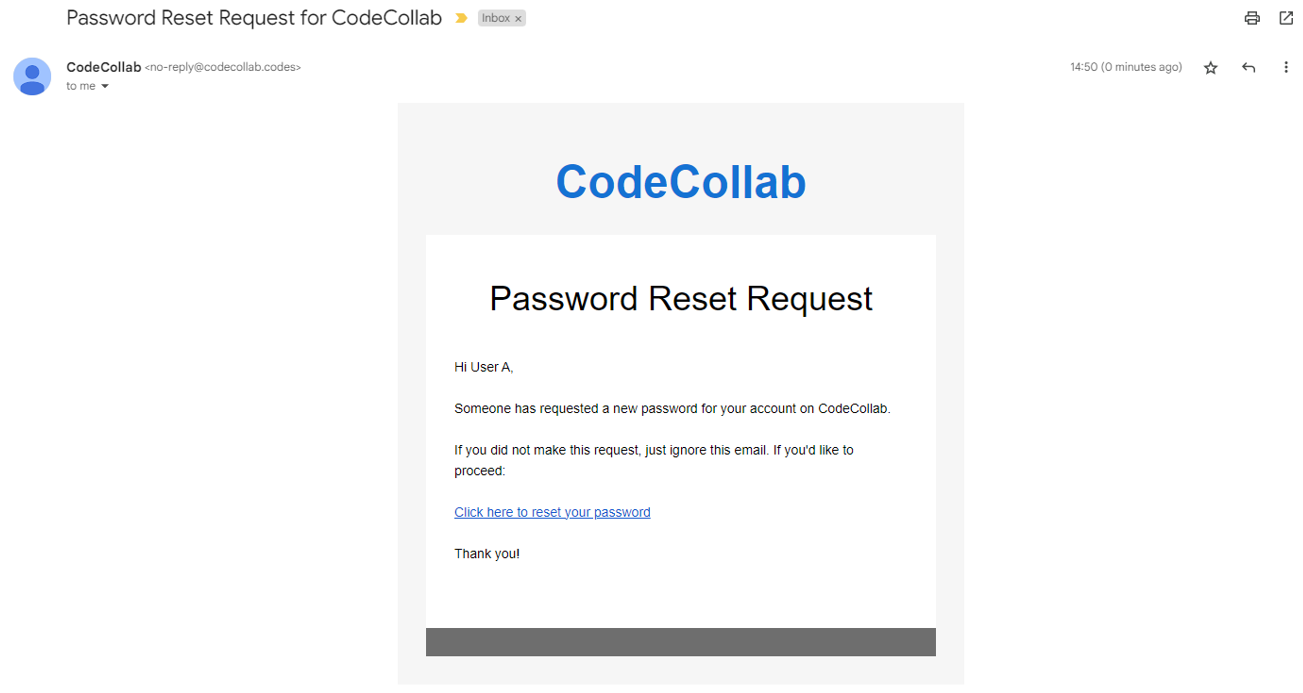 Password Reset Request for CodeCollab Inbox ×
CodeCollab <no-reply@codecollab.codes> 14:50 (0 minutes ago)
to me
CodeCollab
Password Reset Request
Hi User A,
Someone has requested a new password for your account on CodeCollab.
If you did not make this request, just ignore this email. If you'd like to
proceed:
Click here to reset your password
Thank you!